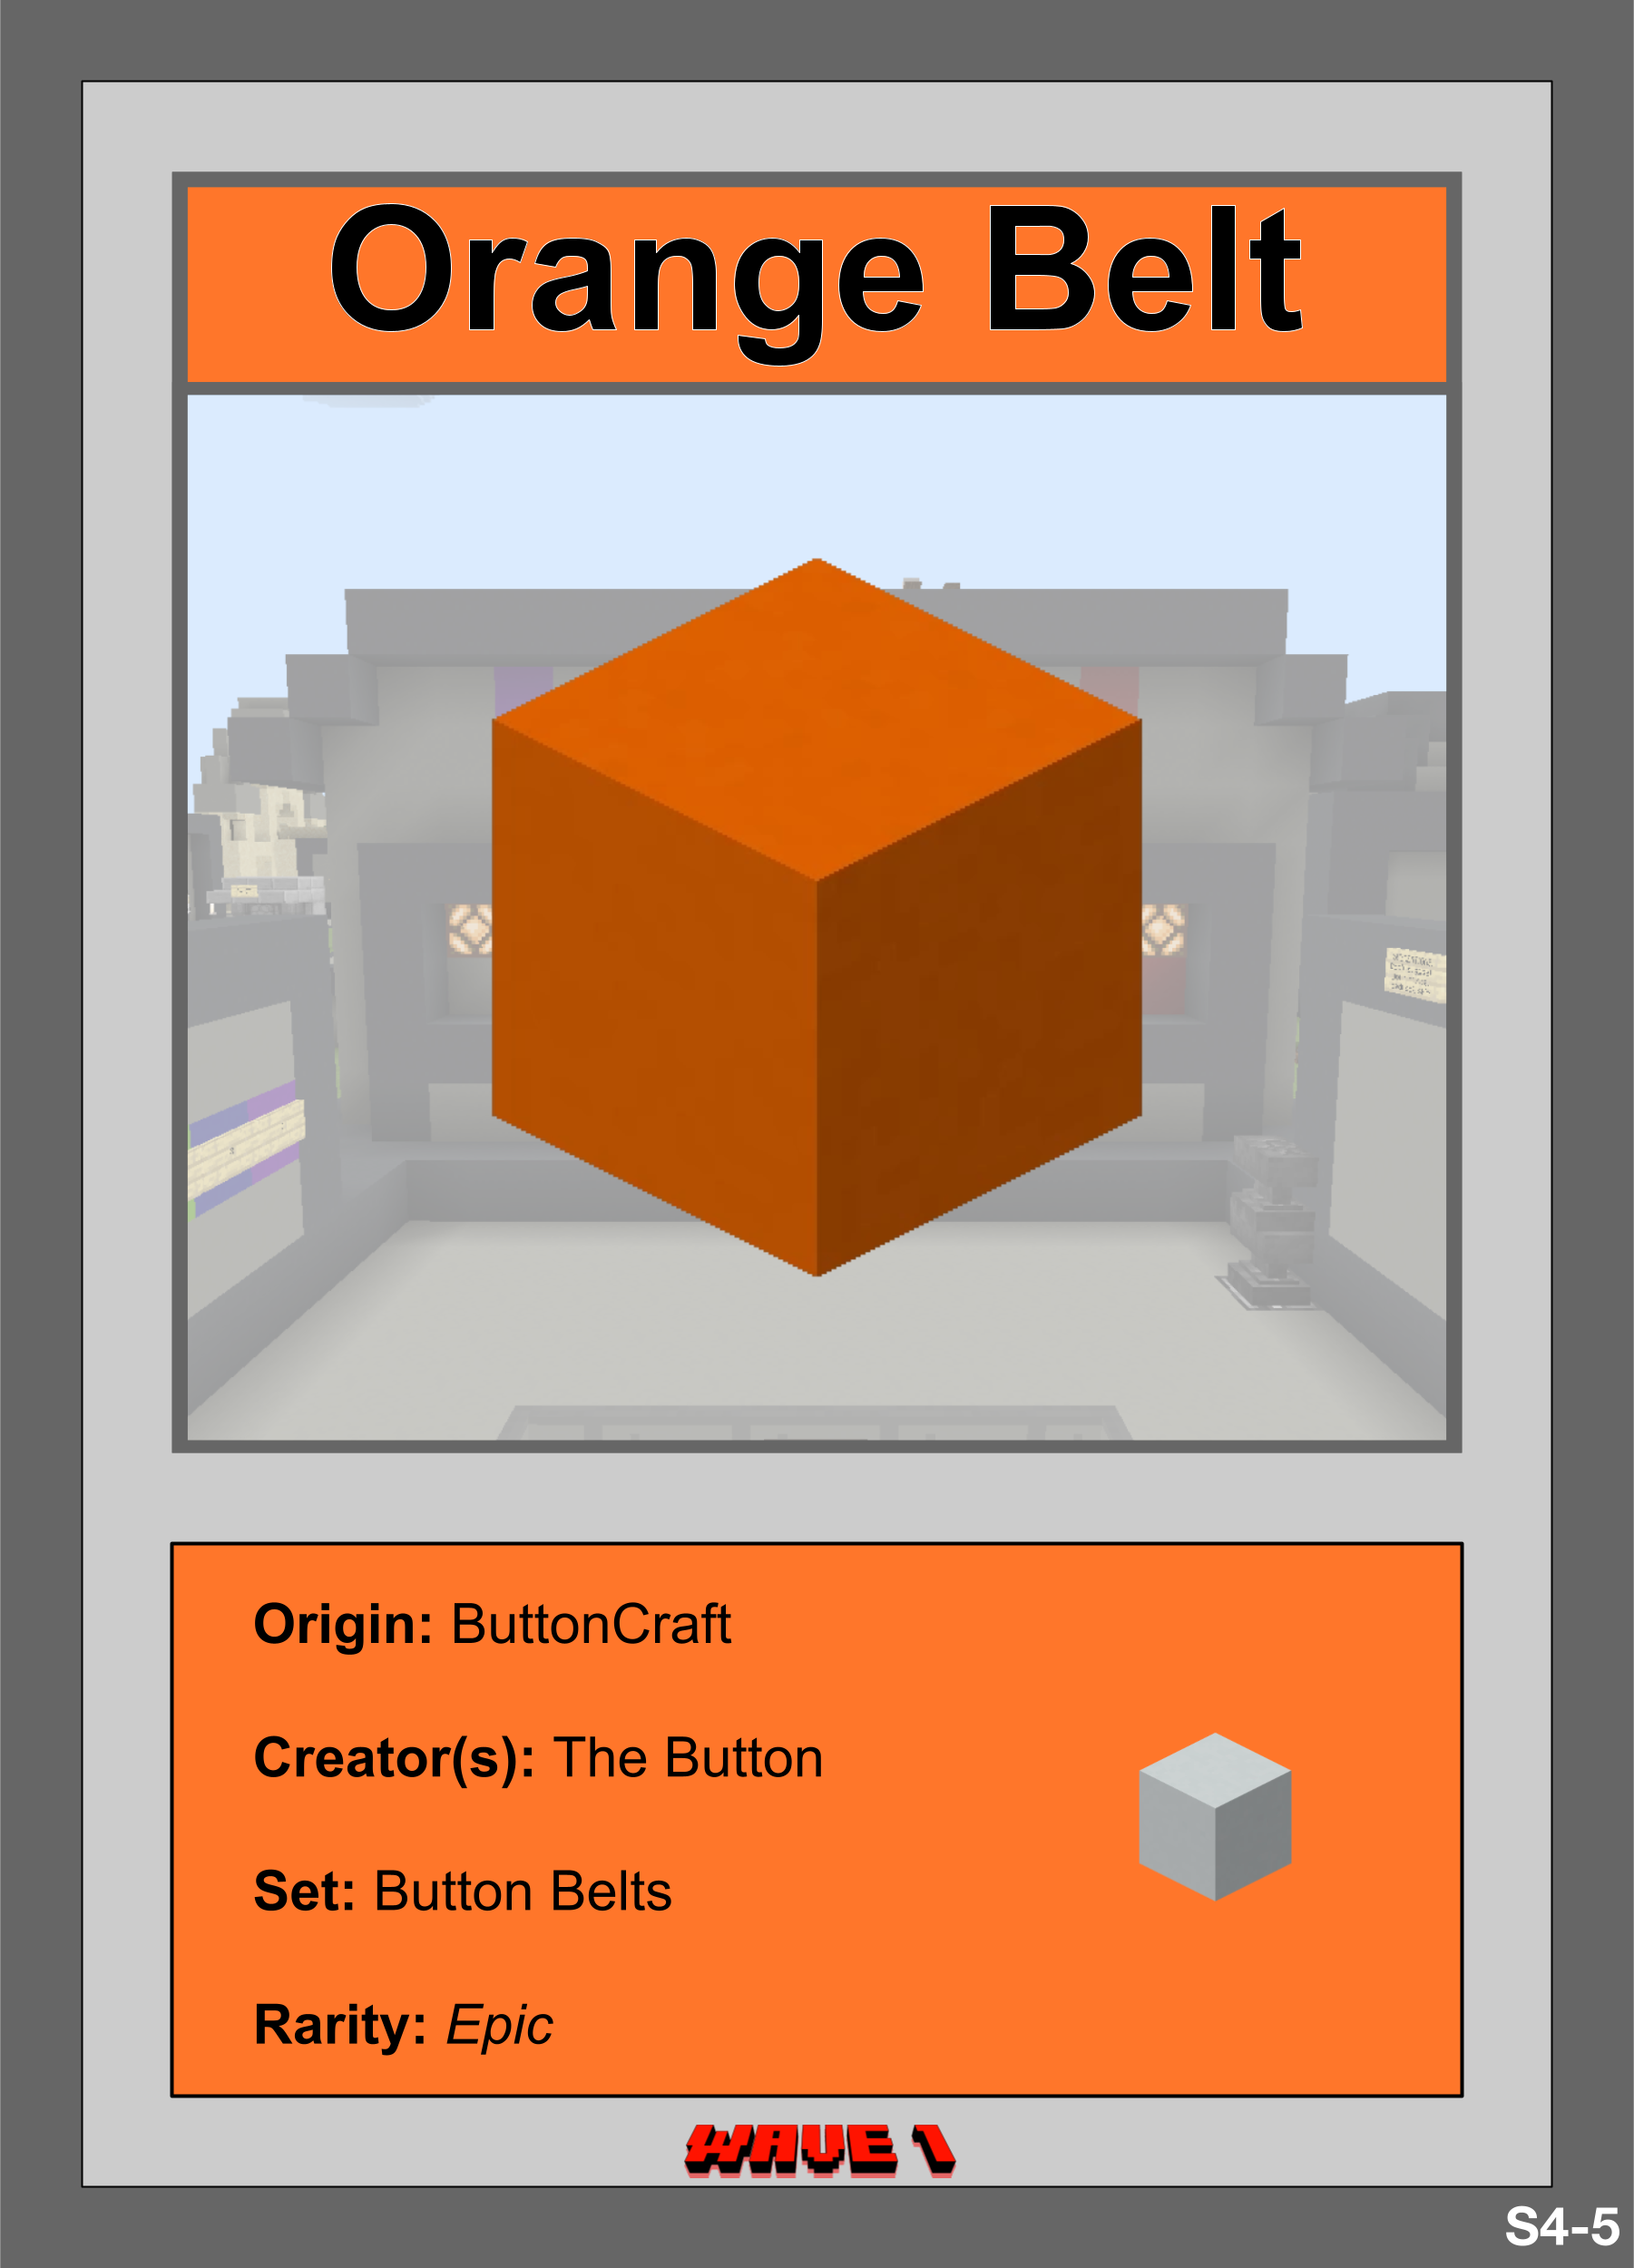 Orange Belt
Origin: ButtonCraft
Creator(s): The Button
Set: Button Belts
Rarity: Epic
WAVE 1
S4-5